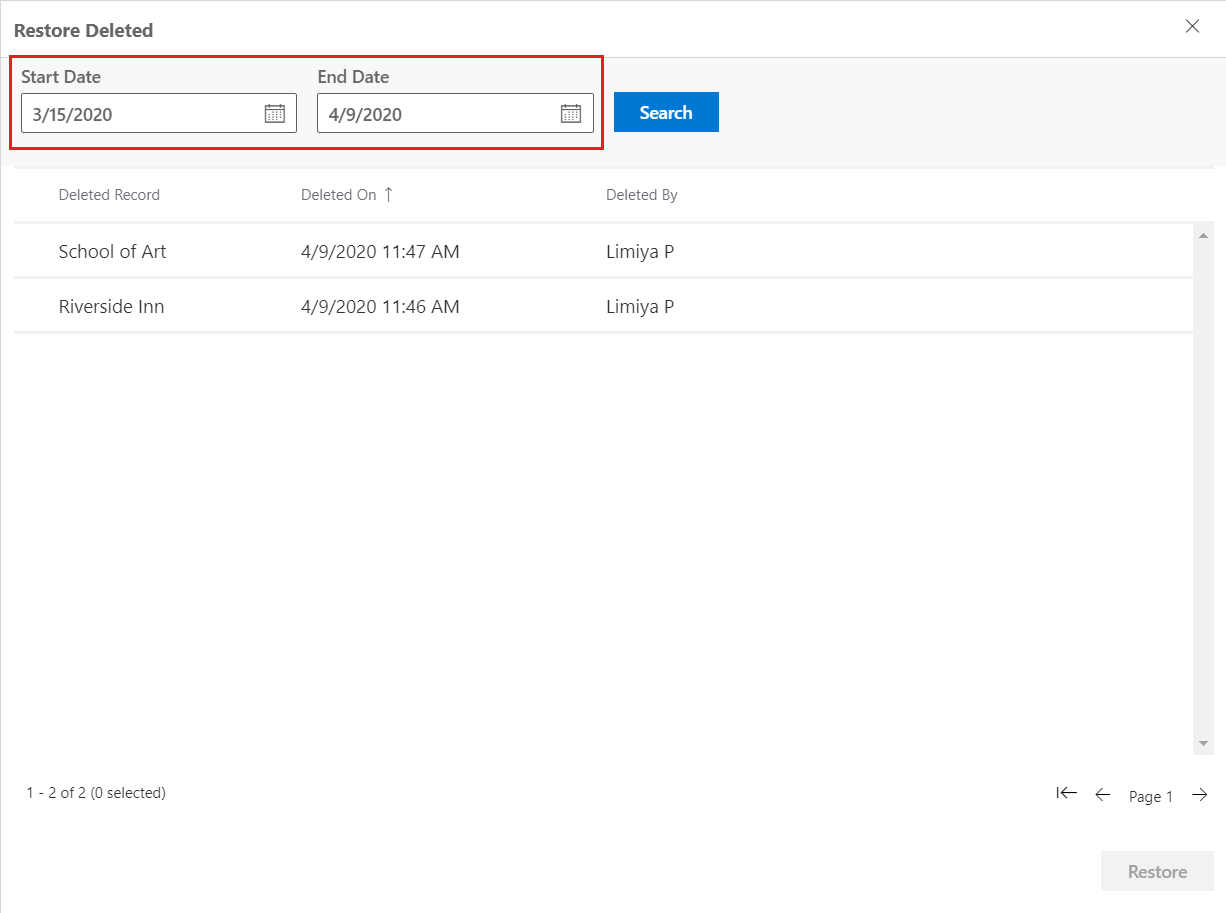 Restore Deleted
Start Date End Date
3/15/2020 4/9/2020 Search
Deleted Record Deleted On ↑ Deleted By
School of Art 4/9/2020 11:47 AM Limiya P
Riverside Inn 4/9/2020 11:46 AM Limiya P
1 - 2 of 2 (0 selected) Page 1
Restore